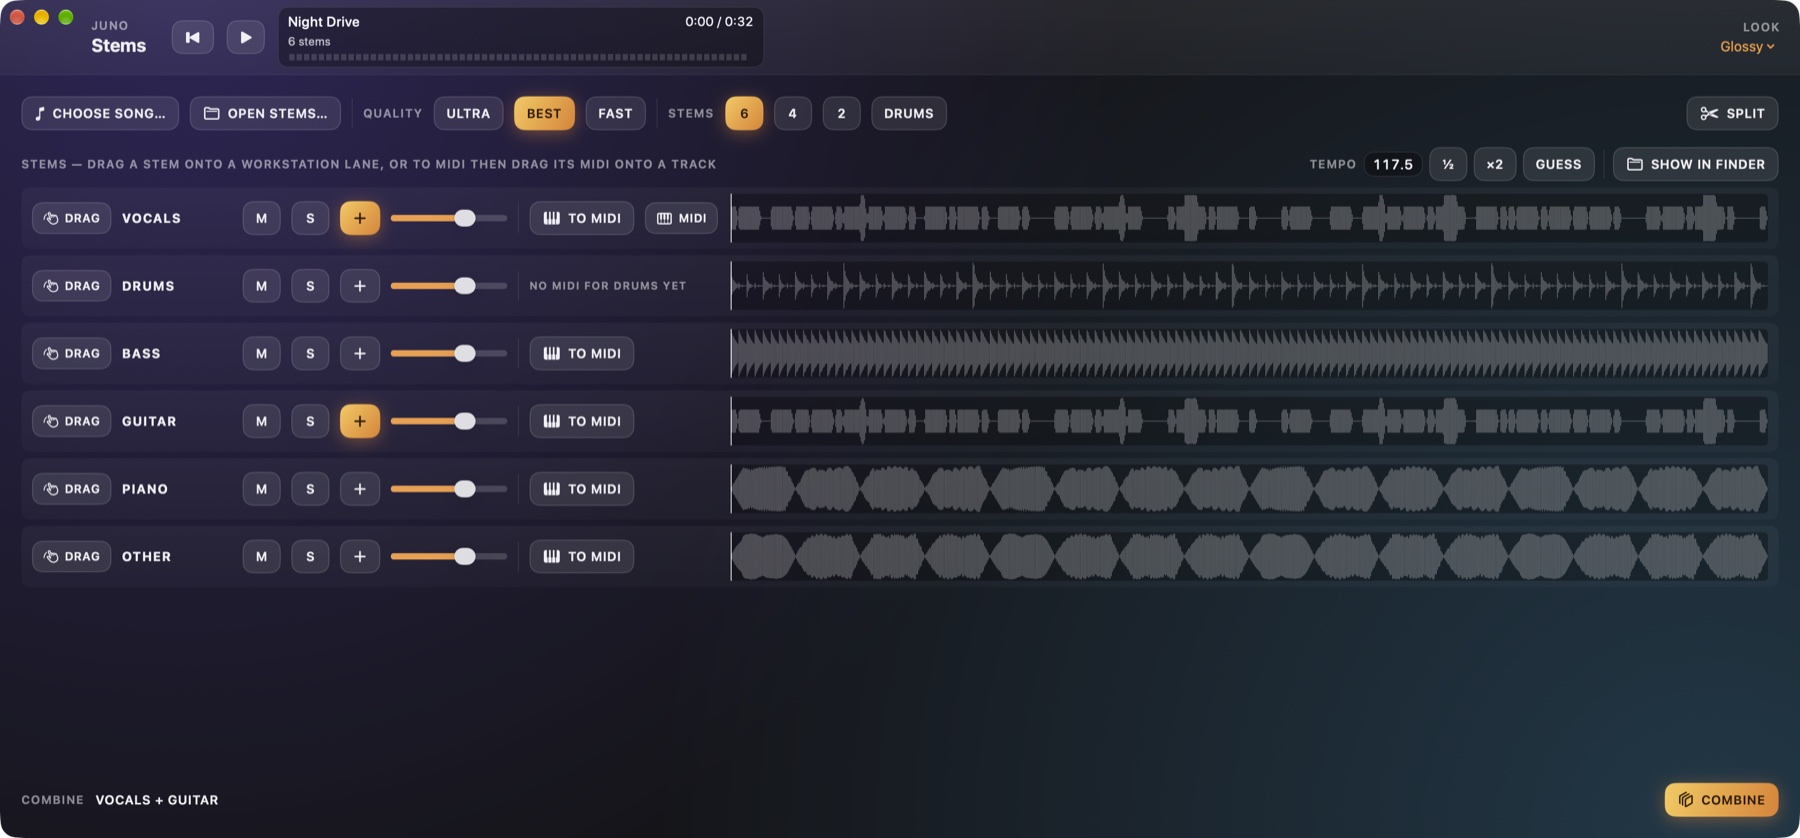 JUNO
Stems
Night Drive 0:00 / 0:32
6 stems
LOOK
Glossy
CHOOSE SONG... OPEN STEMS... QUALITY ULTRA BEST FAST STEMS 6 4 2 DRUMS SPLIT
STEMS — DRAG A STEM ONTO A WORKSTATION LANE, OR TO MIDI THEN DRAG ITS MIDI ONTO A TRACK TEMPO 117.5 ½ ×2 GUESS SHOW IN FINDER
DRAG VOCALS M S + TO MIDI MIDI
DRAG DRUMS M S + NO MIDI FOR DRUMS YET
DRAG BASS M S + TO MIDI
DRAG GUITAR M S + TO MIDI
DRAG PIANO M S + TO MIDI
DRAG OTHER M S + TO MIDI
COMBINE VOCALS + GUITAR COMBINE